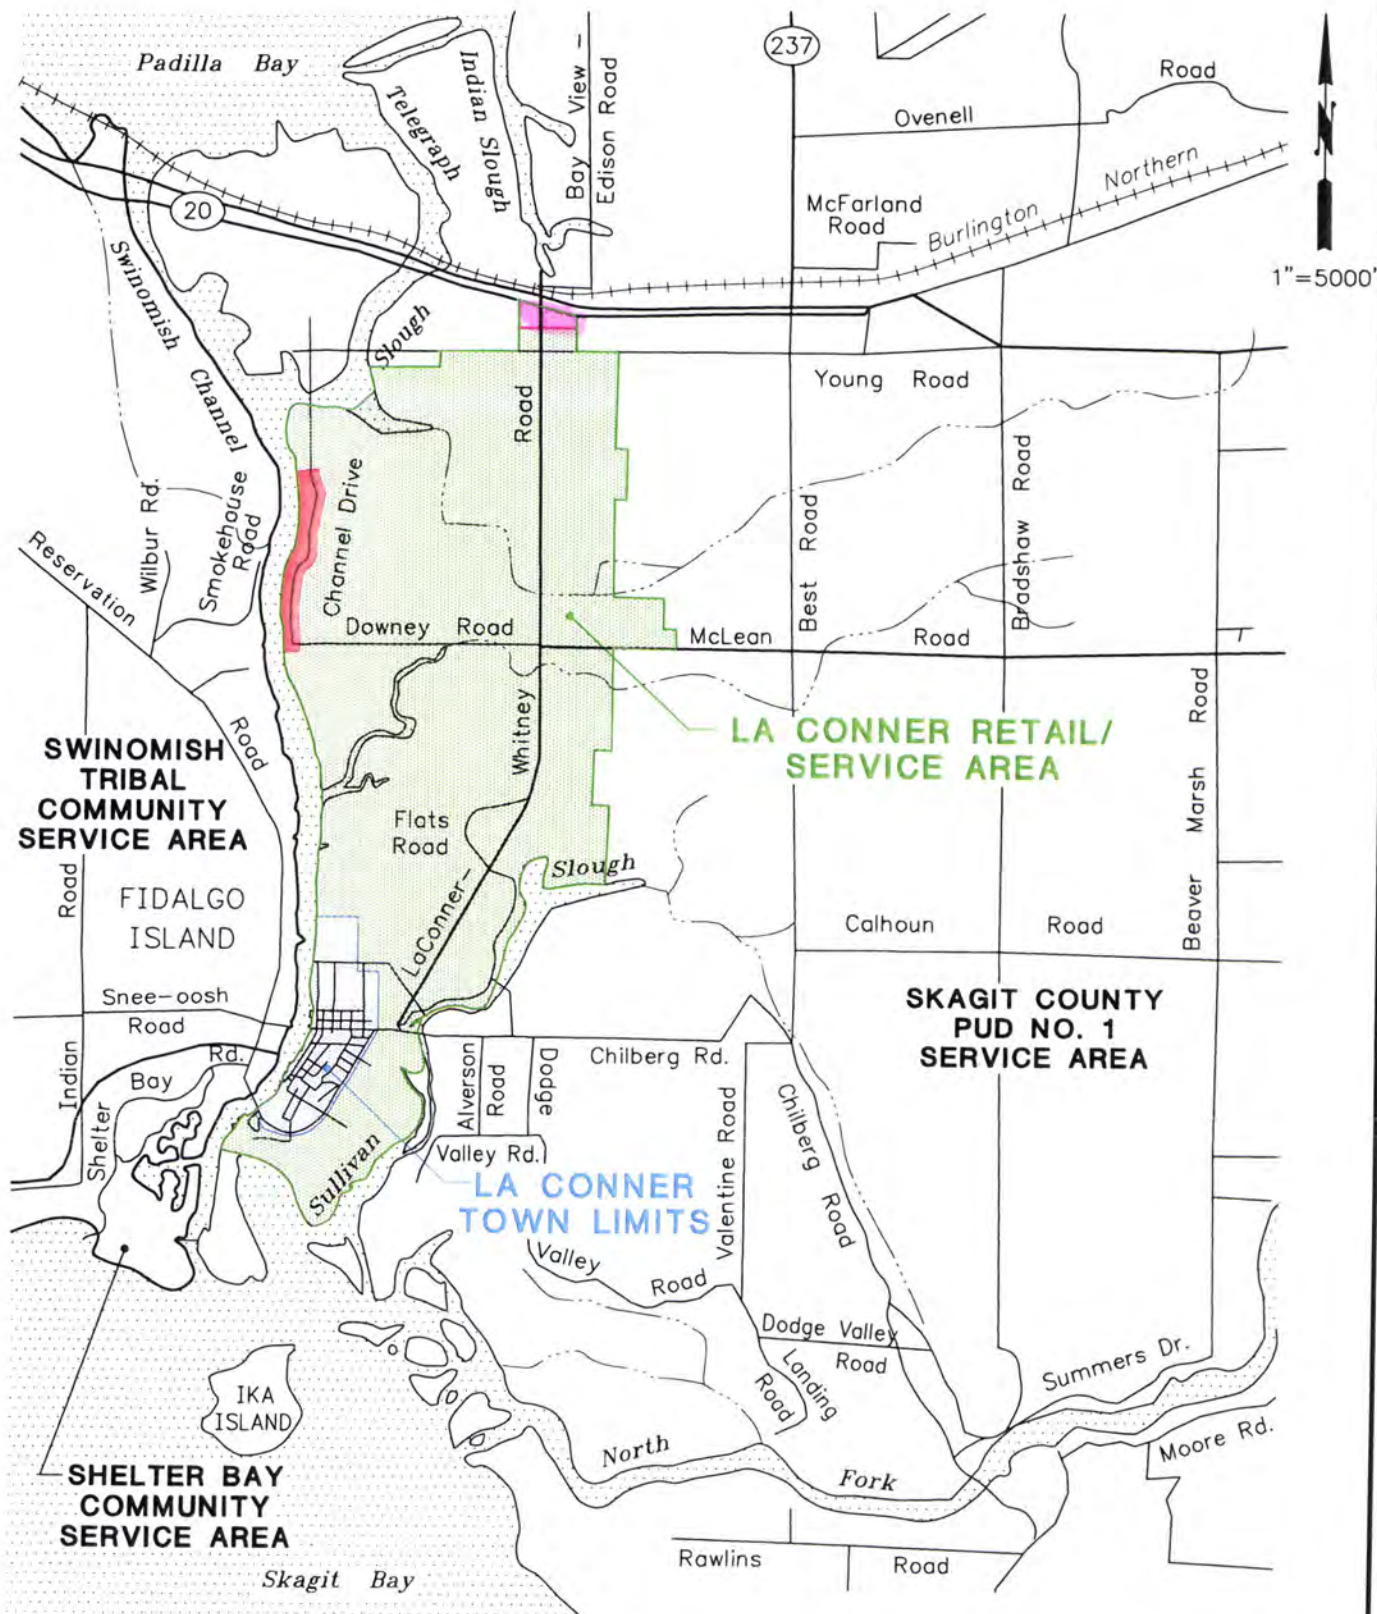 Padilla Bay
Telegraph
Slough
Indian Slough
Bay View -
Edison Road
237
Ovenell
Road
McFarland
Road
Burlington
Northern
N
1"=5000'
20
Swinomish
Channel
Young Road
Road
Wilbur Rd.
Smokehouse
Road
Channel Drive
Best Road
Bradshaw Road
Reservation
Road
Downey Road
McLean
Road
Whitney
LA CONNER RETAIL/
SERVICE AREA
Beaver Marsh Road
SWINOMISH
TRIBAL
COMMUNITY
SERVICE AREA
Flats
Road
Slough
LaConner-
FIDALGO
ISLAND
Calhoun
Road
Snee-oosh
Road
SKAGIT COUNTY
PUD NO. 1
SERVICE AREA
Indian
Road
Shelter
Bay
Rd.
Alverson
Road
Dodge
Chilberg Rd.
Valentine Road
Chilberg
Road
Valley Rd.
Sullivan
LA CONNER
TOWN LIMITS
Valley
Road
Dodge Valley
Road
Landing
Road
Summers Dr.
Moore Rd.
IKA
ISLAND
North
Fork
SHELTER BAY
COMMUNITY
SERVICE AREA
Rawlins
Road
Skagit Bay